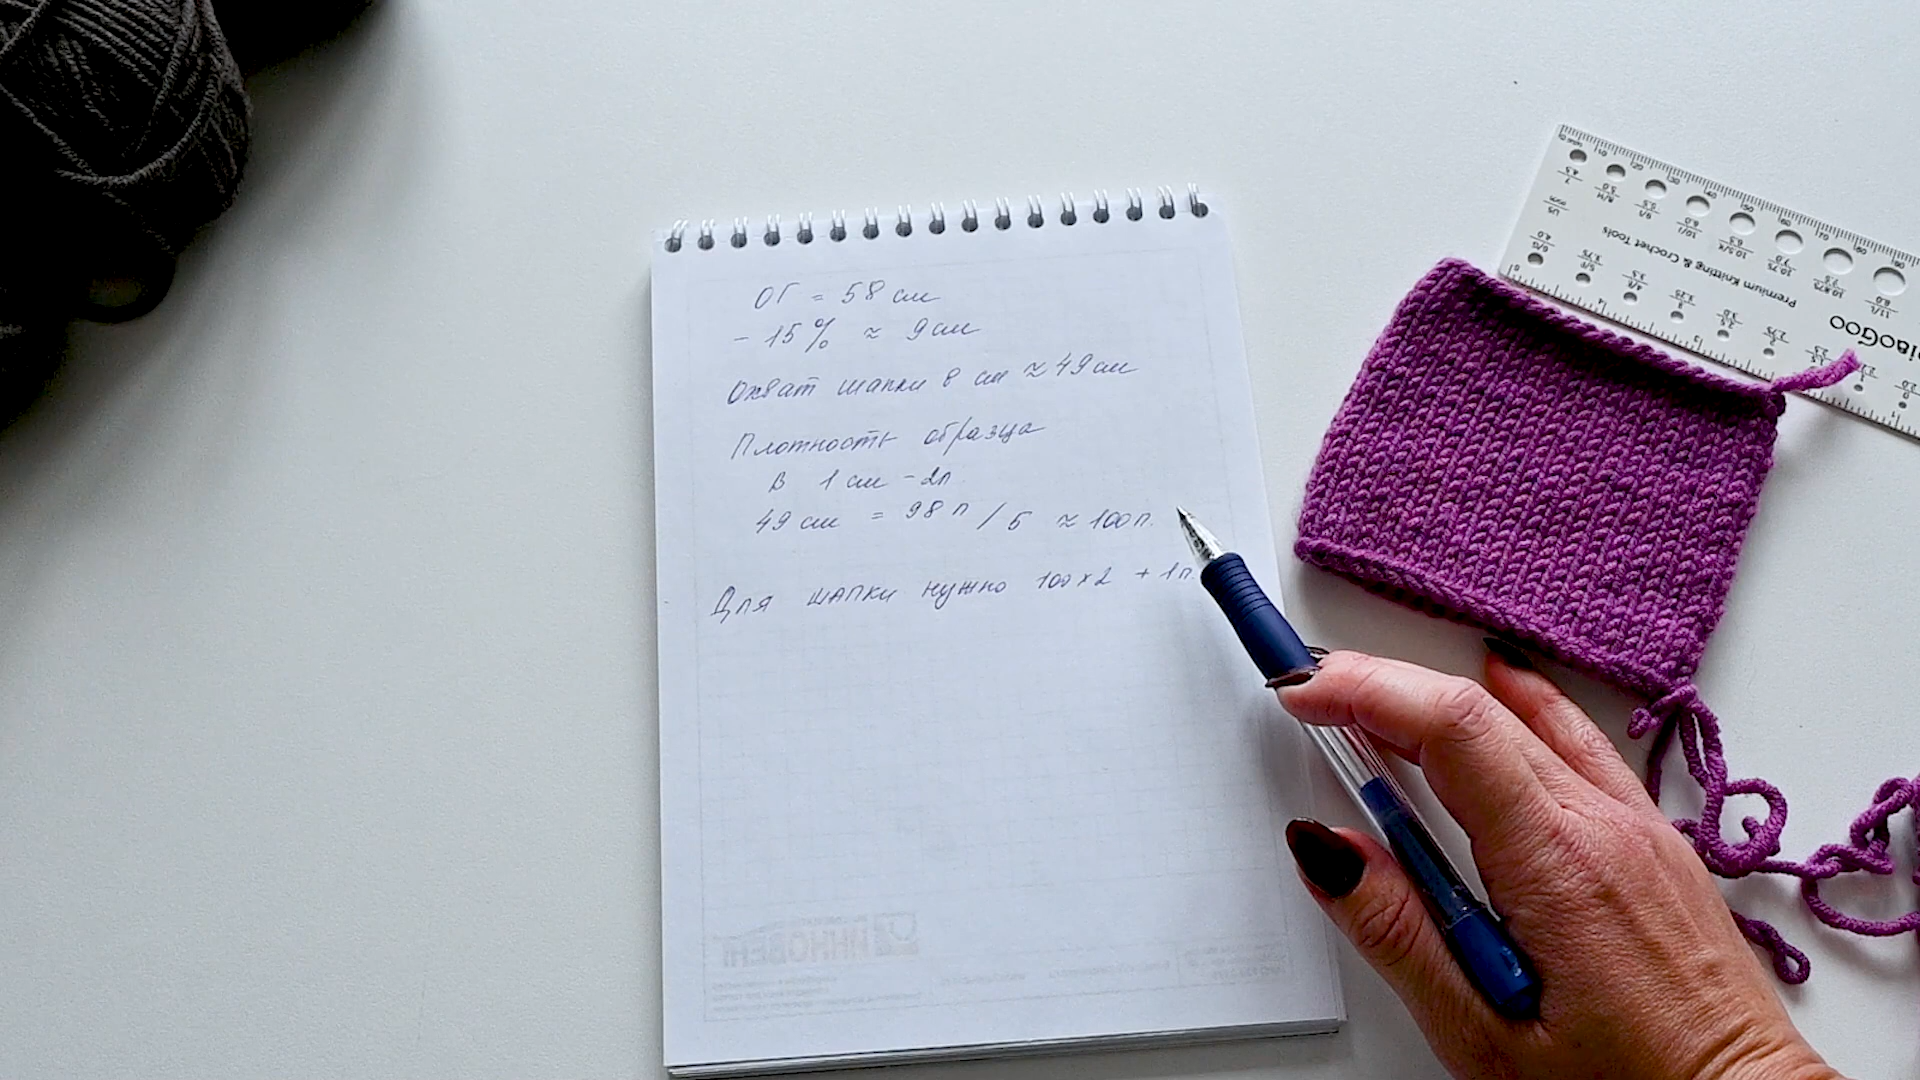 ОГ = 58 см
- 15% ≈ 9 см
Охват шапки в см ≈ 49 см
Плотность образца
В 1 см - 2п
49 см = 98 п / 5 ≈ 100 п.
Для шапки нужно 100 x 2 + 1п
Premium Knitting & Crochet Tools